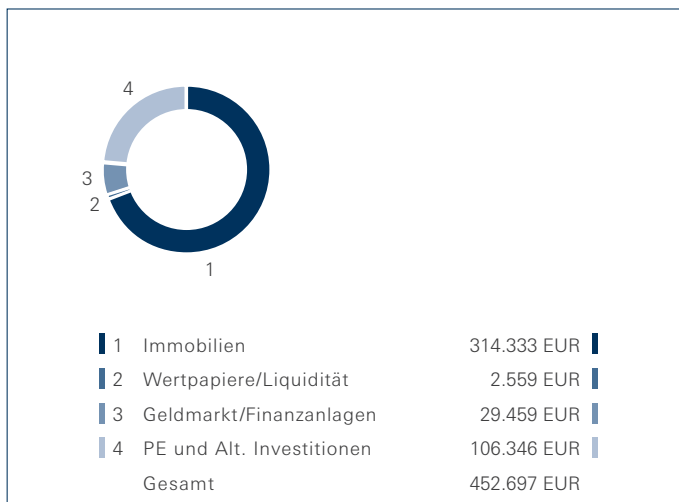 4
3
2
1
1 Immobilien 314.333 EUR
2 Wertpapiere/Liquidität 2.559 EUR
3 Geldmarkt/Finanzanlagen 29.459 EUR
4 PE und Alt. Investitionen 106.346 EUR
Gesamt 452.697 EUR